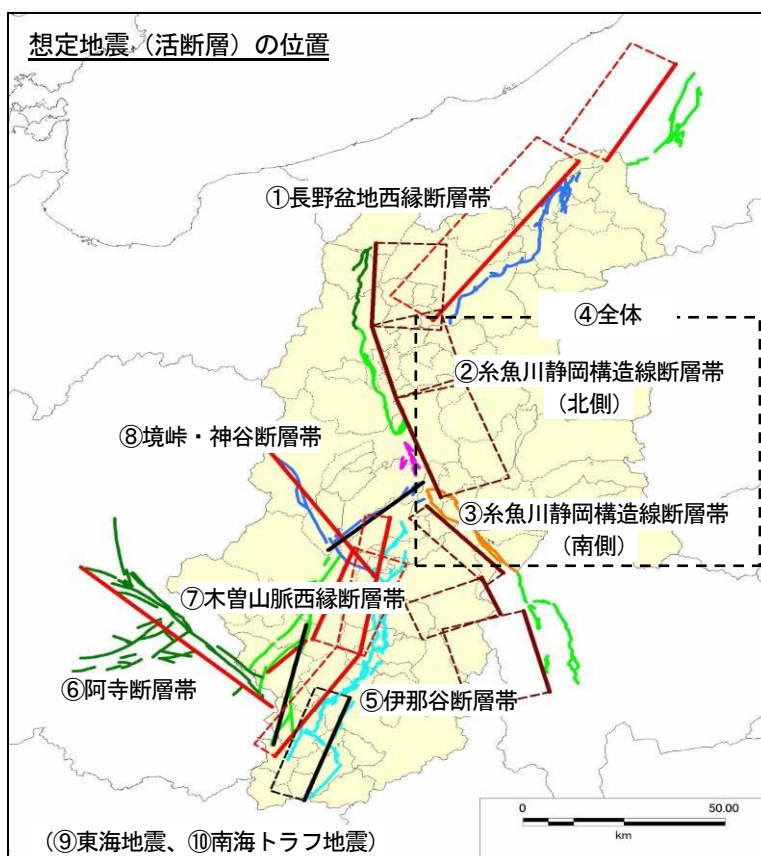 想定地震(活断層)の位置
①長野盆地西縁断層帯
④全体
②糸魚川静岡構造線断層帯
(北側)
⑧境峠・神谷断層帯
③糸魚川静岡構造線断層帯
(南側)
⑦木曽山脈西縁断層帯
⑥阿寺断層帯
⑤伊那谷断層帯
0 50.00
km
(⑨東海地震、⑩南海トラフ地震)